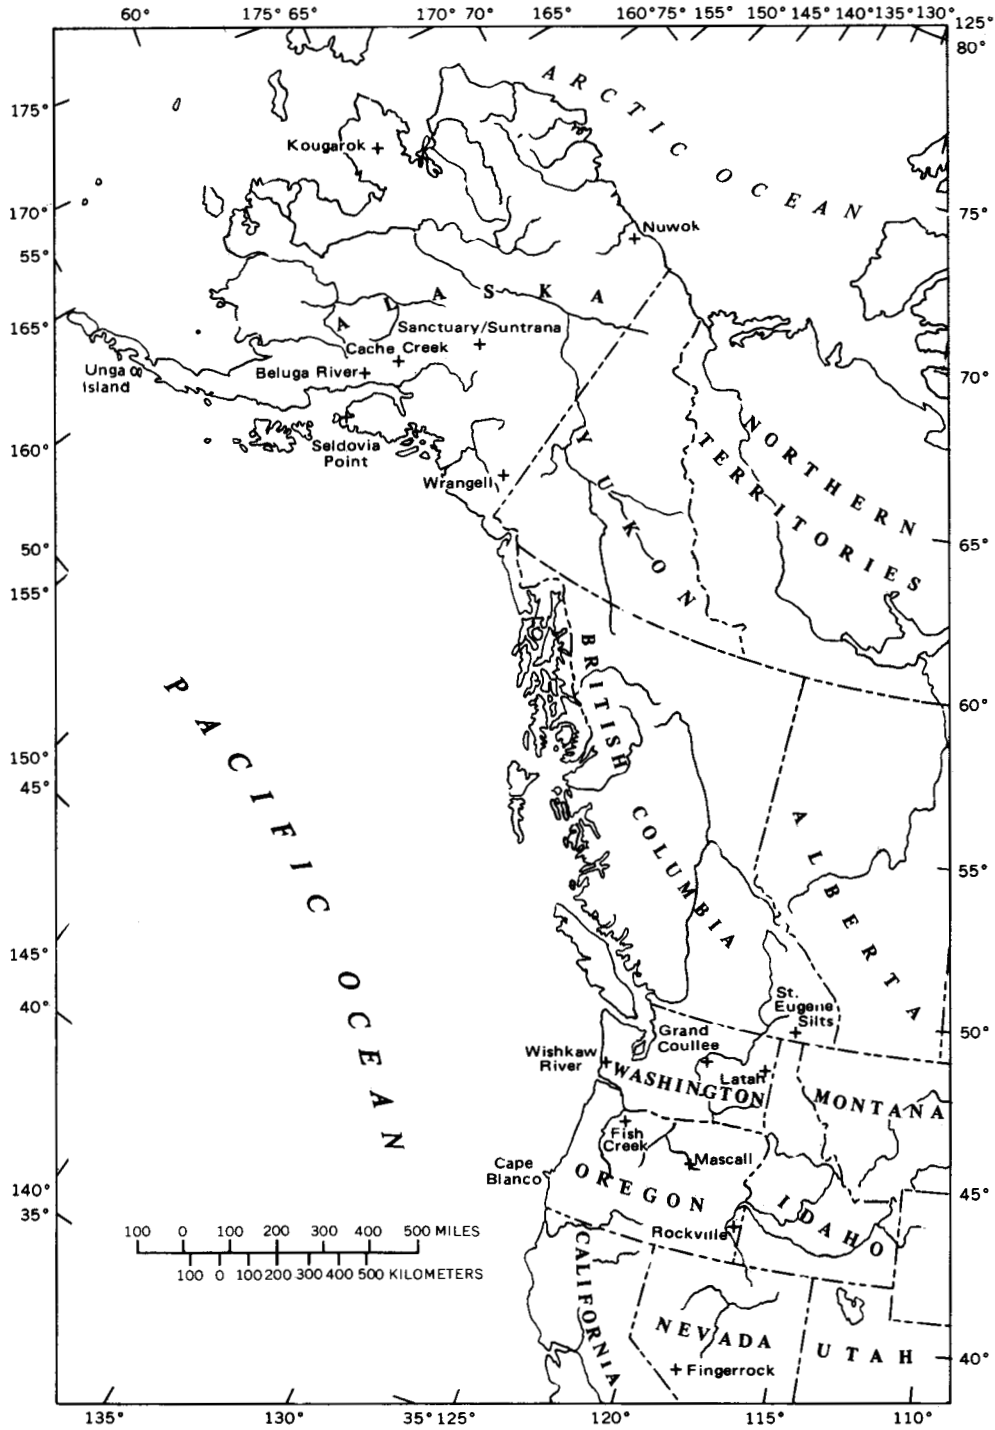 60° 175° 65° 170° 70° 165° 160° 75° 155° 150° 145° 140° 135° 130° 125°
80°
ARCTIC OCEAN
175°
Kougarok
170°
75°
Nuwok
55°
ALASKA
165°
Sanctuary/Suntrana
Cache Creek
Unga
Island
Beluga River
70°
160°
Seldovia
Point
Wrangell
YUKON
NORTHERN
TERRITORIES
50°
65°
155°
BRITISH
COLUMBIA
60°
PACIFIC OCEAN
150°
45°
ALBERTA
55°
145°
40°
St.
Eugene
Silts
50°
Grand
Coullee
Wishkaw
River
WASHINGTON
Latah
MONTANA
Fish
Creek
Mascall
Cape
Blanco
OREGON
IDAHO
140°
45°
35°
Rockville
100 0 100 200 300 400 500 MILES
100 0 100 200 300 400 500 KILOMETERS
CALIFORNIA
NEVADA
UTAH
Fingerrock
40°
135° 130° 35° 125° 120° 115° 110°